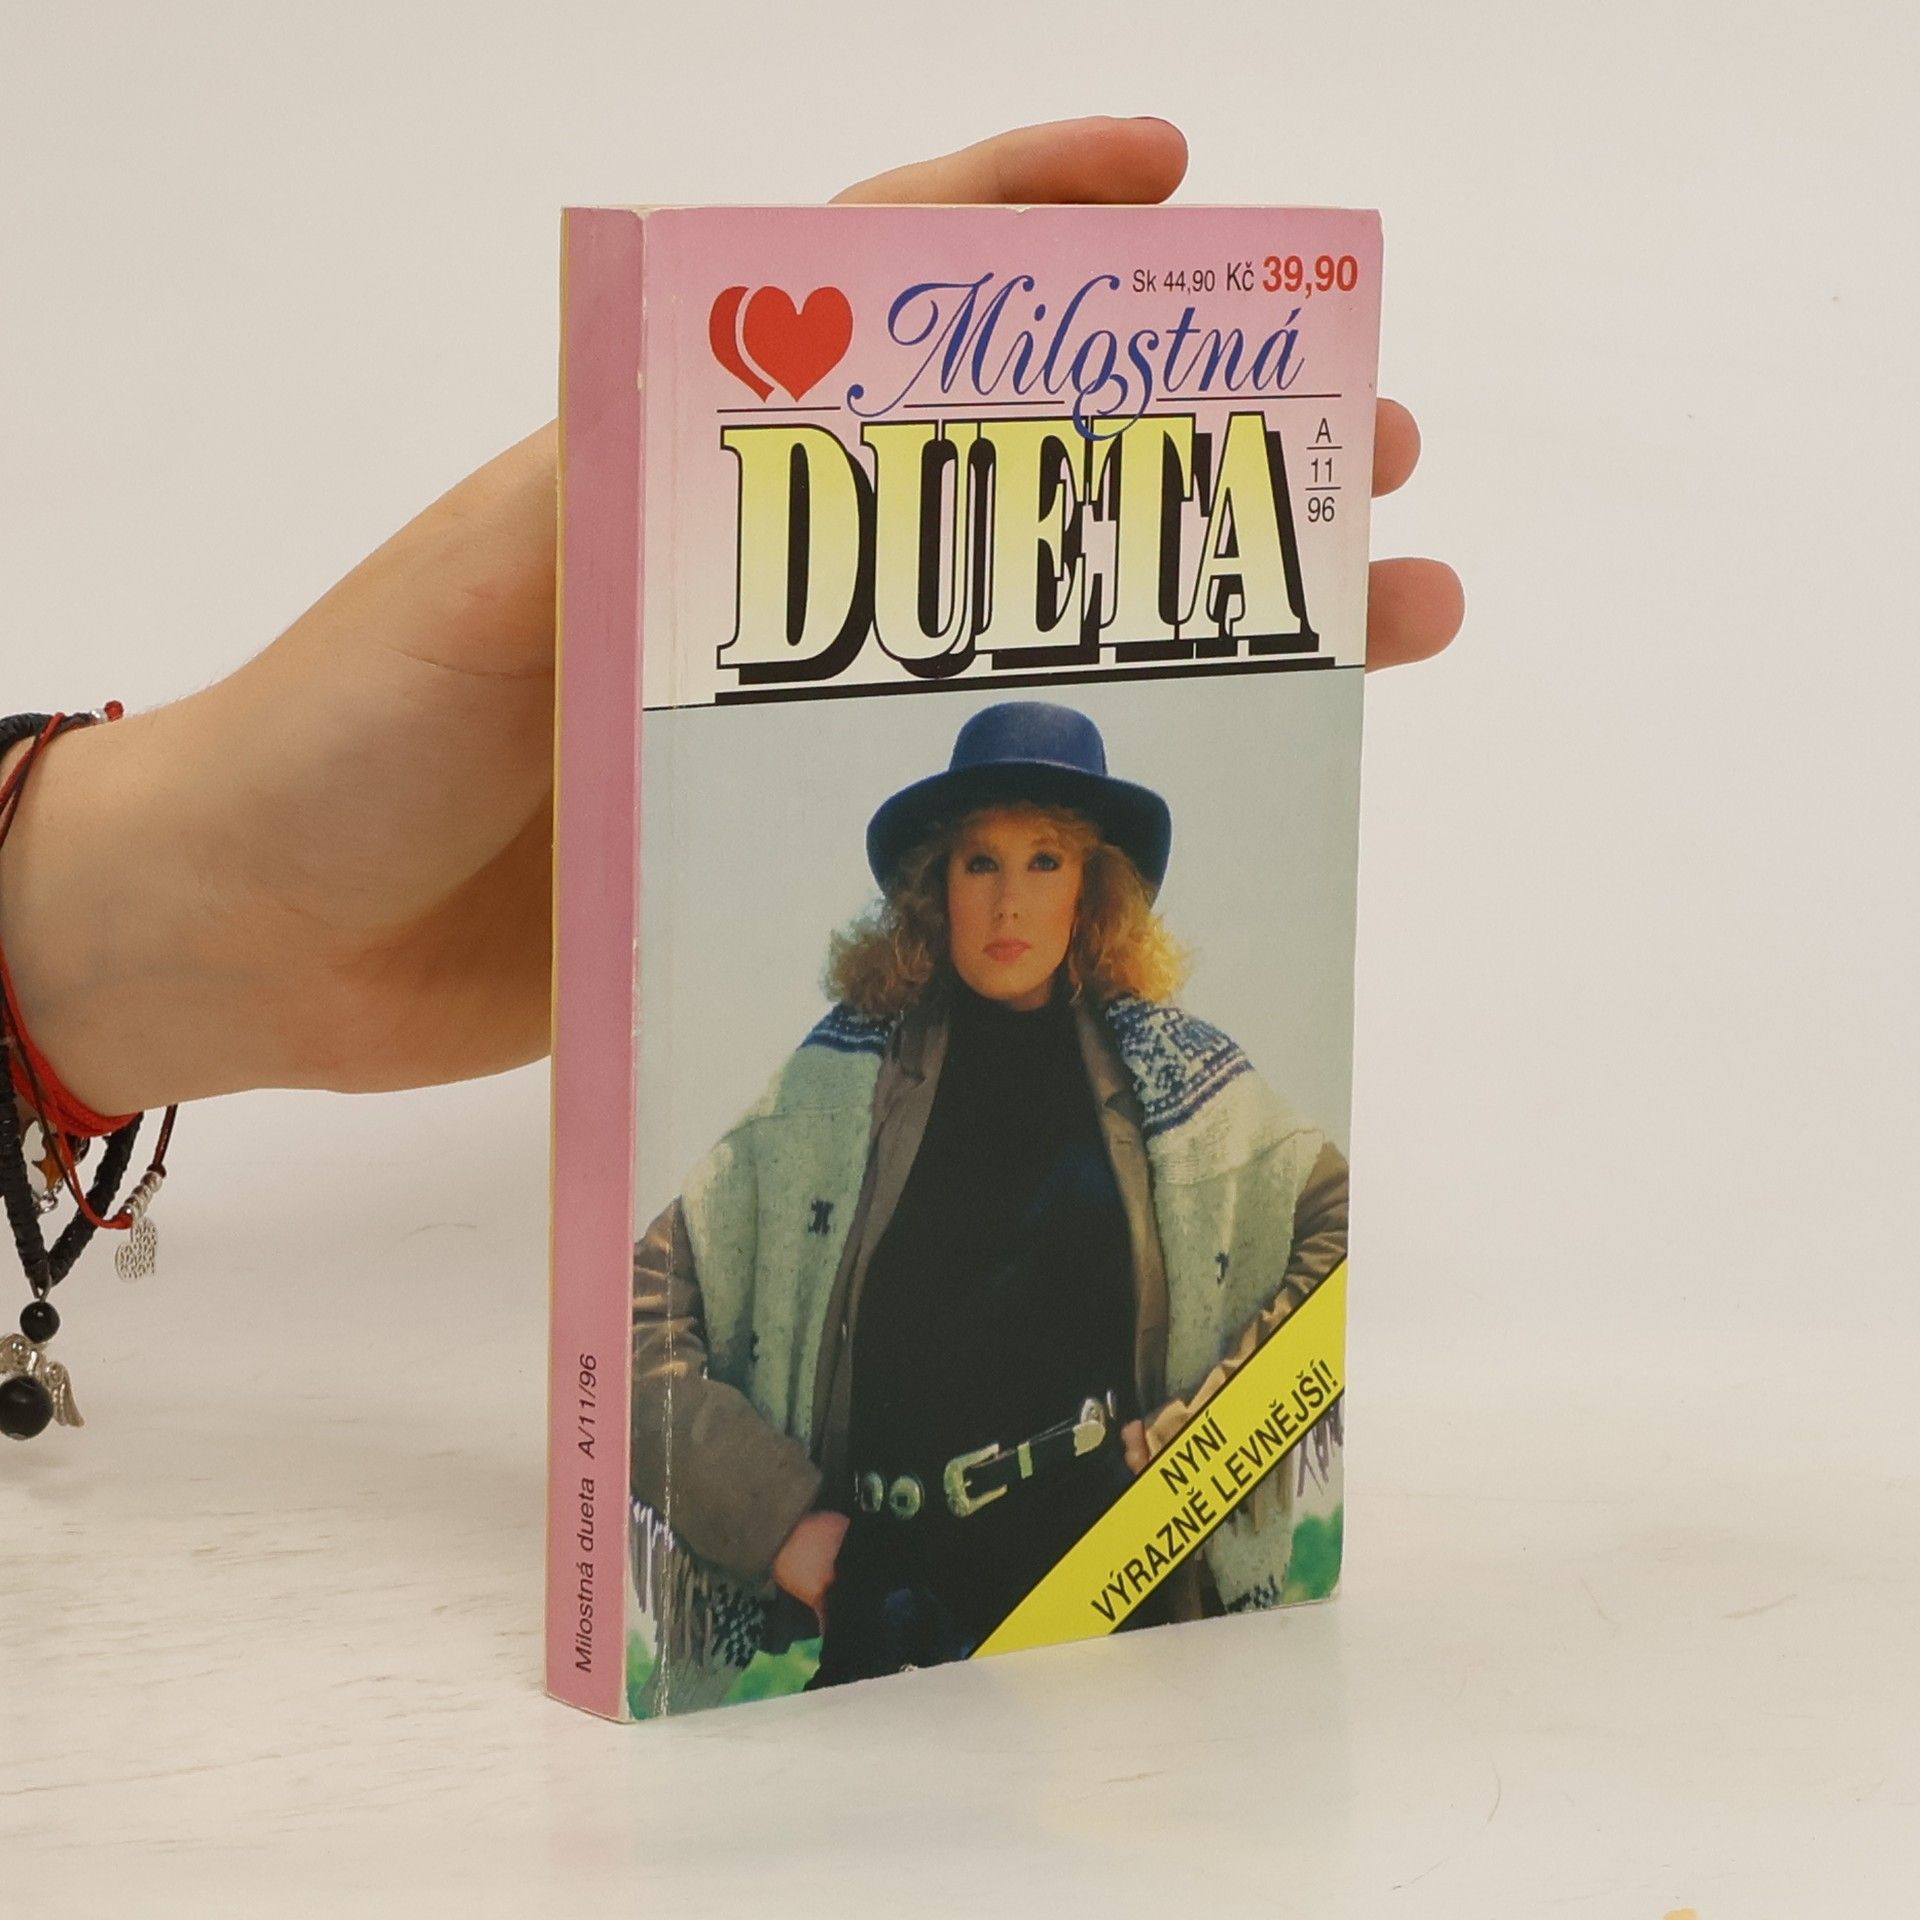 Sk 44,90 Kč 39,90
Milostná
DUETA
A
11
96
NYNÍ
VÝRAZNĚ LEVNĚJŠÍ!
Milostná dueta A/11/96